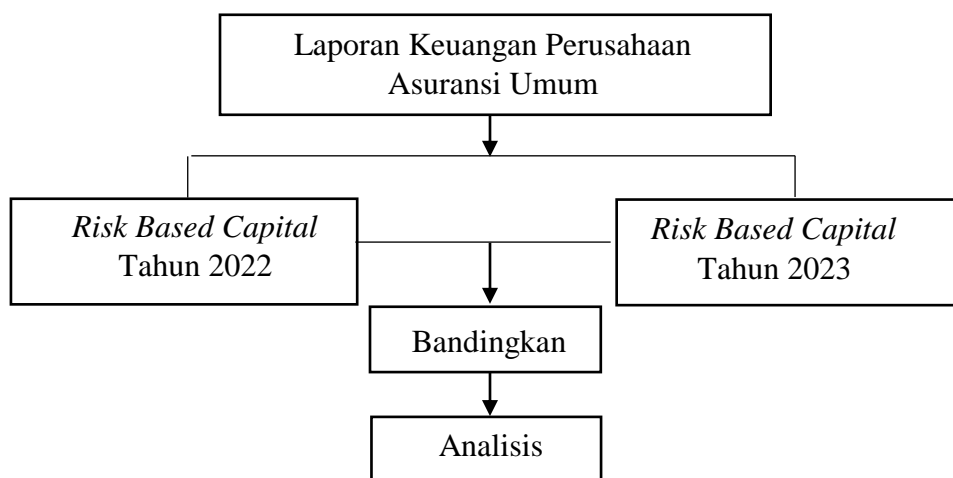 Laporan Keuangan Perusahaan
Asuransi Umum
Risk Based Capital
Tahun 2022
Risk Based Capital
Tahun 2023
Bandingkan
Analisis